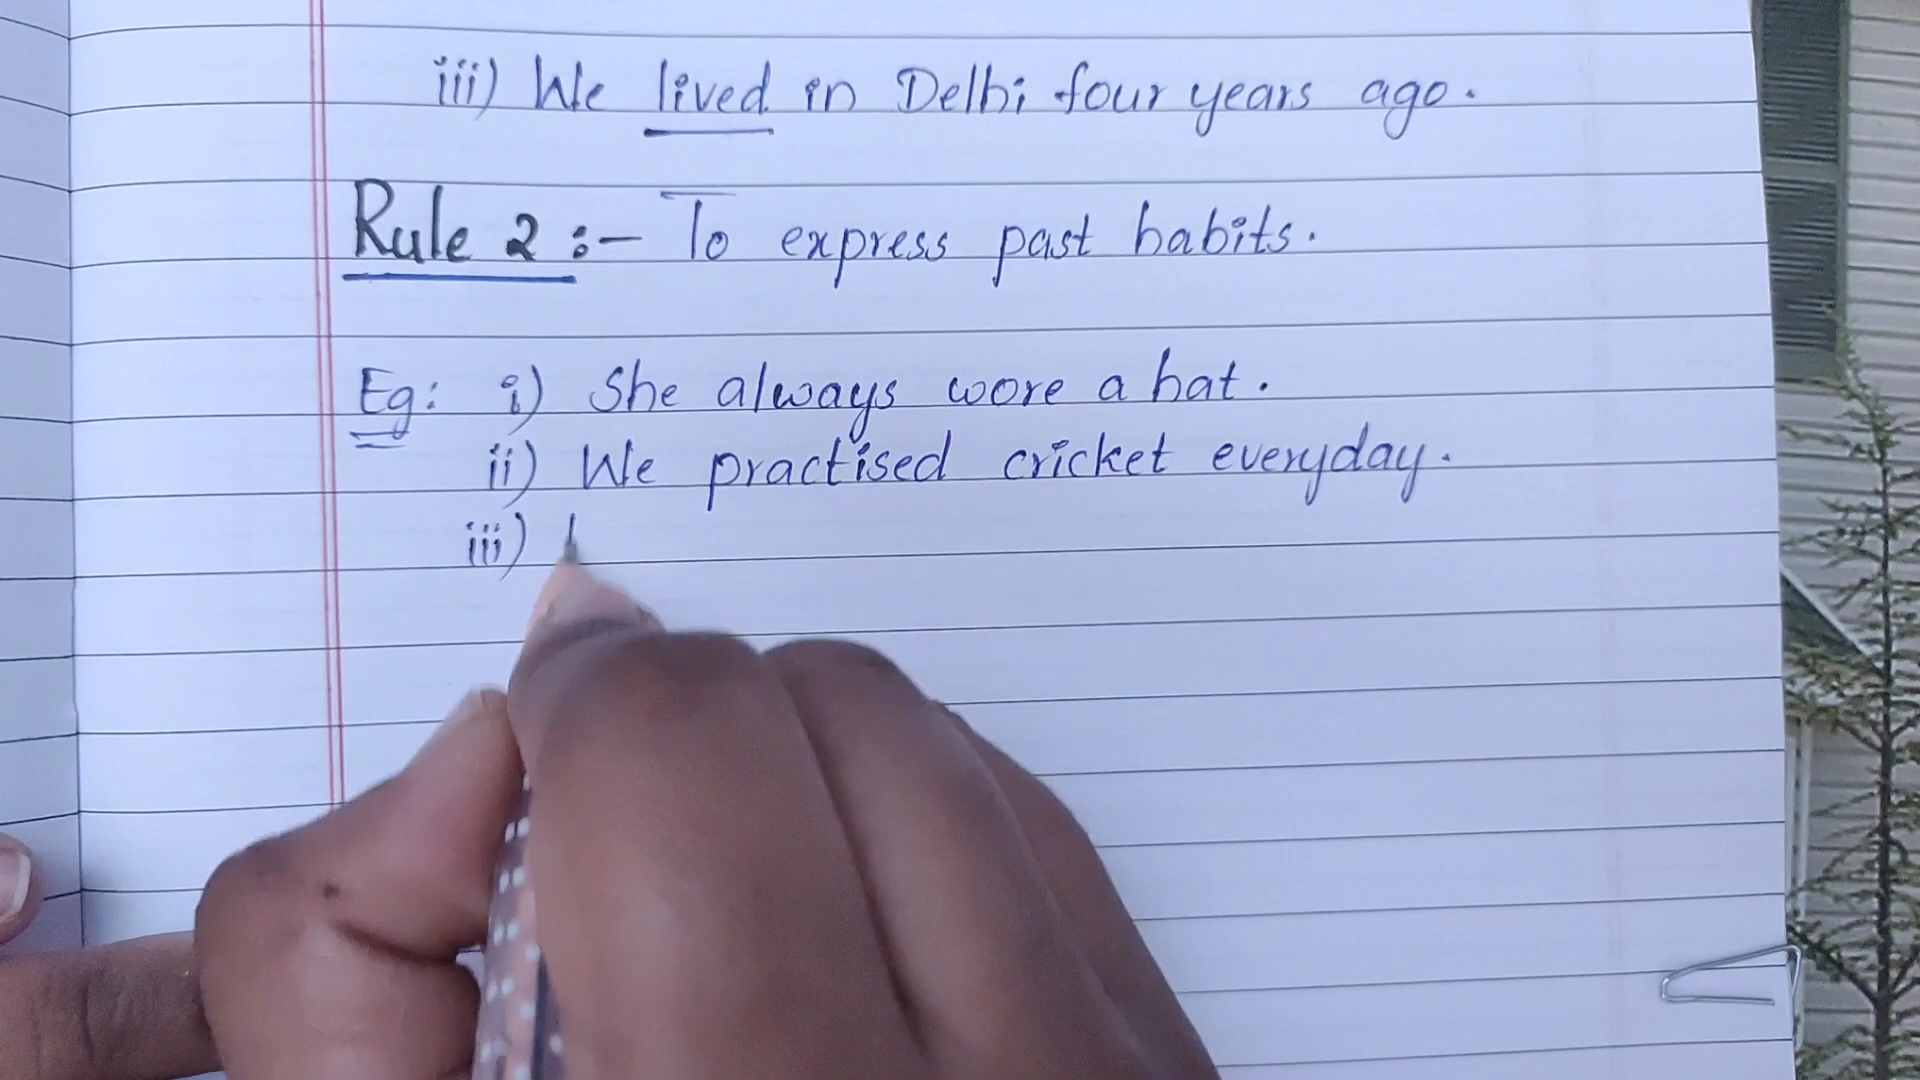 iii) We lived in Delhi four years ago.
Rule 2 :- To express past habits.
Eg: i) She always wore a hat.
ii) We practised cricket everyday.
iii)